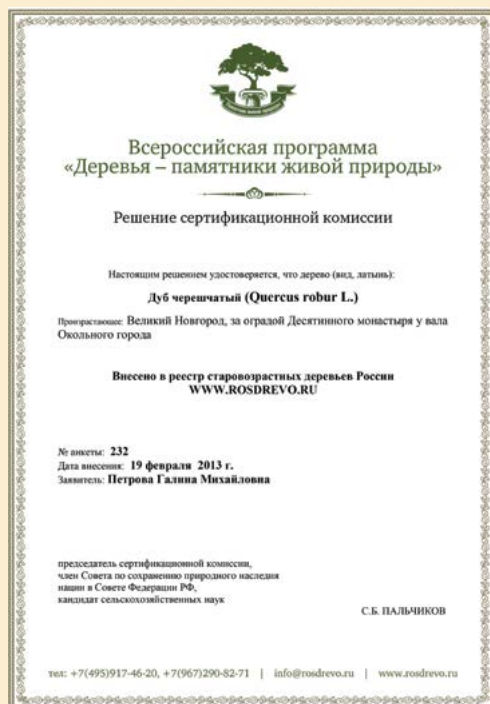 Всероссийская программа
«Деревья – памятники живой природы»
Решение сертификационной комиссии
Настоящим решением удостоверяется, что дерево (вид, латынь):
Дуб черешчатый (Quercus robur L.)
Произрастающее: Великий Новгород, за оградой Десятинного монастыря у вала
Окольного города
Внесено в реестр старовозрастных деревьев России
WWW.ROSDREVO.RU
№ анкеты: 232
Дата внесения: 19 февраля 2013 г.
Заявитель: Петрова Галина Михайловна
председатель сертификационной комиссии,
член Совета по сохранению природного наследия
нации в Совете Федерации РФ,
кандидат сельскохозяйственных наук
С.Б. ПАЛЬЧИКОВ
тел: +7(495)917-46-20, +7(967)290-82-71 | info@rosdrevo.ru | www.rosdrevo.ru